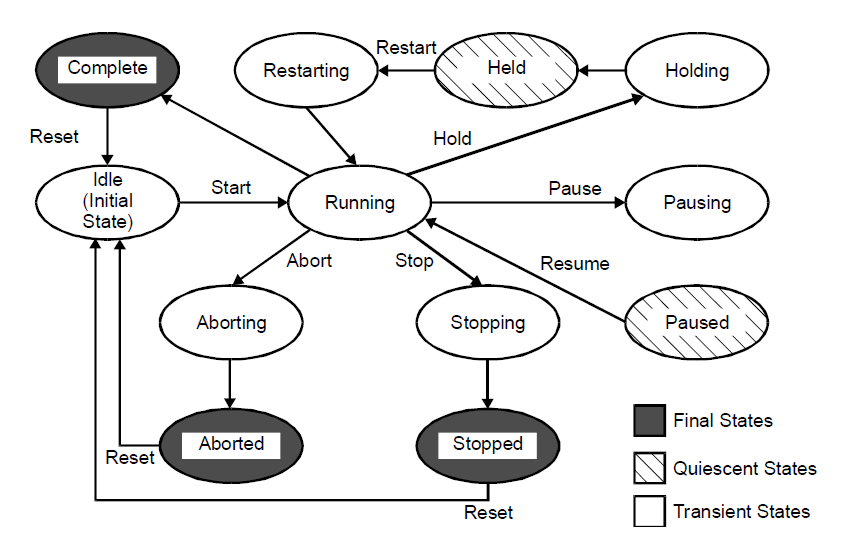 Complete
Restarting
Restart
Held
Holding
Reset
Hold
Idle
(Initial
State)
Start
Running
Pause
Pausing
Abort
Stop
Resume
Aborting
Stopping
Paused
Aborted
Stopped
Reset
Reset
Final States
Quiescent States
Transient States